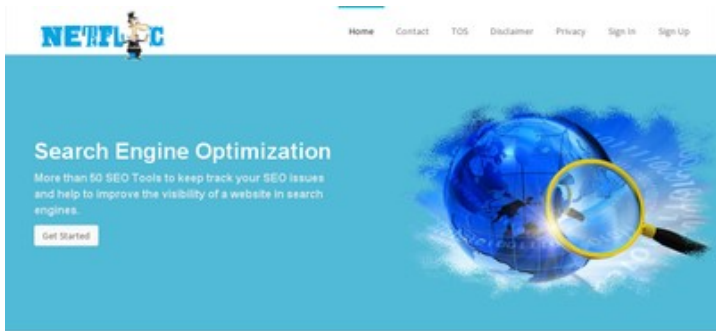 Home Contact TOS Disclaimer Privacy Sign In Sign Up
Search Engine Optimization
More than 50 SEO Tools to keep track your SEO issues
and help to improve the visibility of a website in search
engines.
Get Started